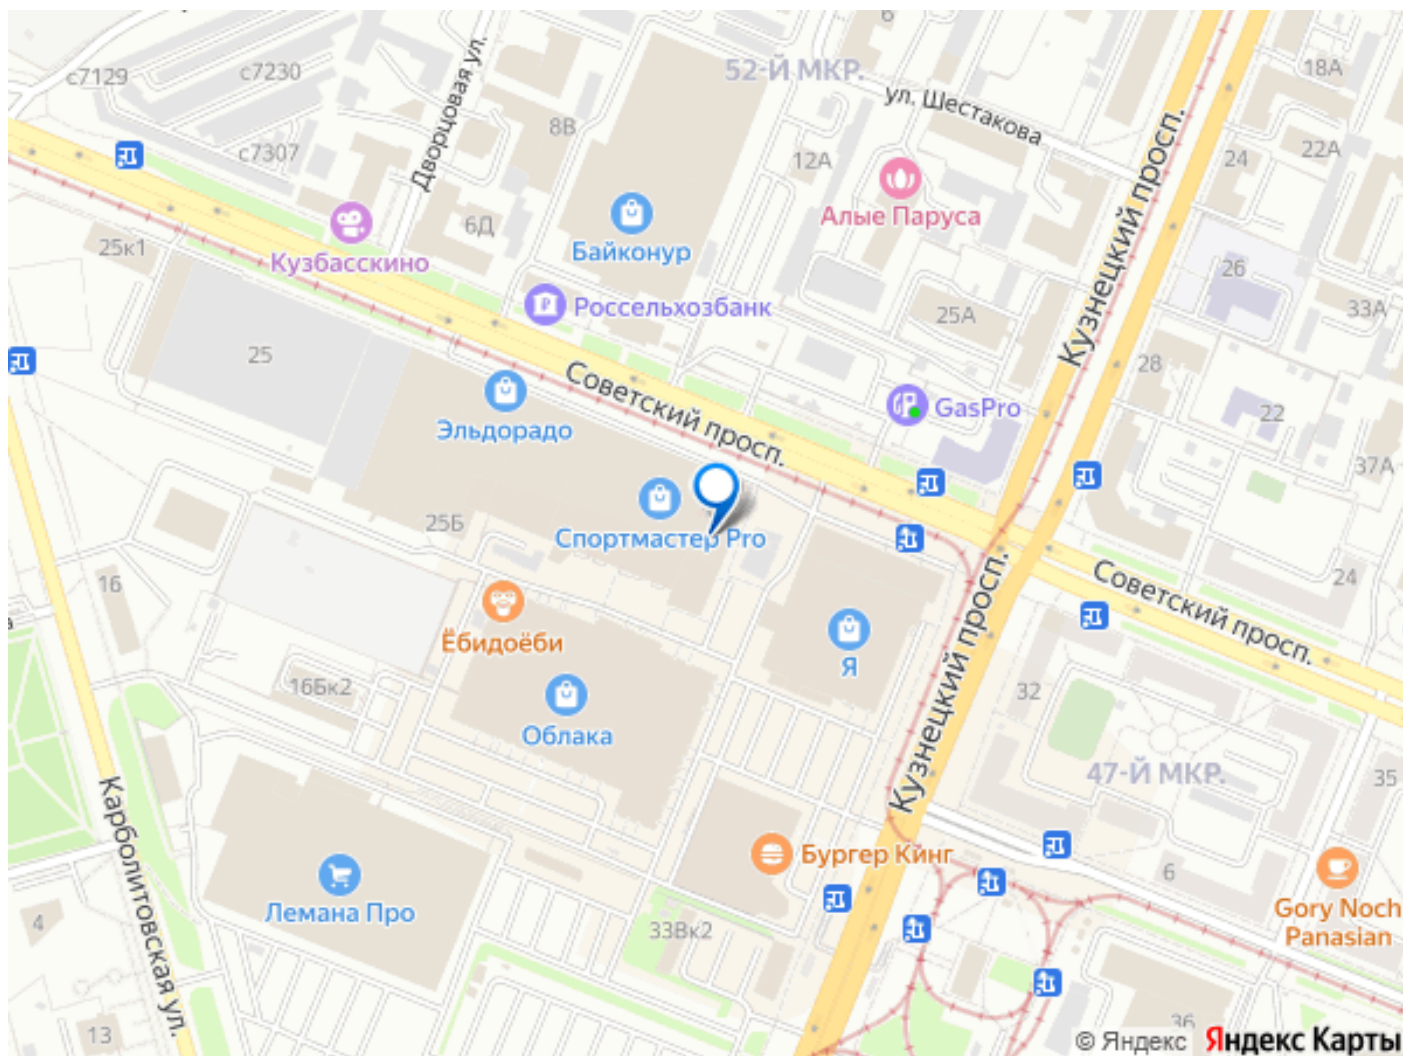 6
52-Й МКР.
18А
с7129
с7230
Дворцовая ул.
ул. Шестакова
Кузнецкий просп.
8В
12А
24
22А
с7307
Алые Паруса
6Д
25к1
Кузбасскино
Байконур
26
Россельхозбанк
25А
33А
25
28
Советский просп.
Эльдорадо
GasPro
22
37А
25Б
Спортмастер Pro
16
Ёбидоёби
Я
Кузнецкий просп.
Советский просп.
24
16Бк2
32
Облака
47-Й МКР.
35
Карболитовская ул.
Бургер Кинг
6
Лемана Про
4
33Вк2
Gory Noch
Panasian
13
36
© Яндекс
Яндекс Карты